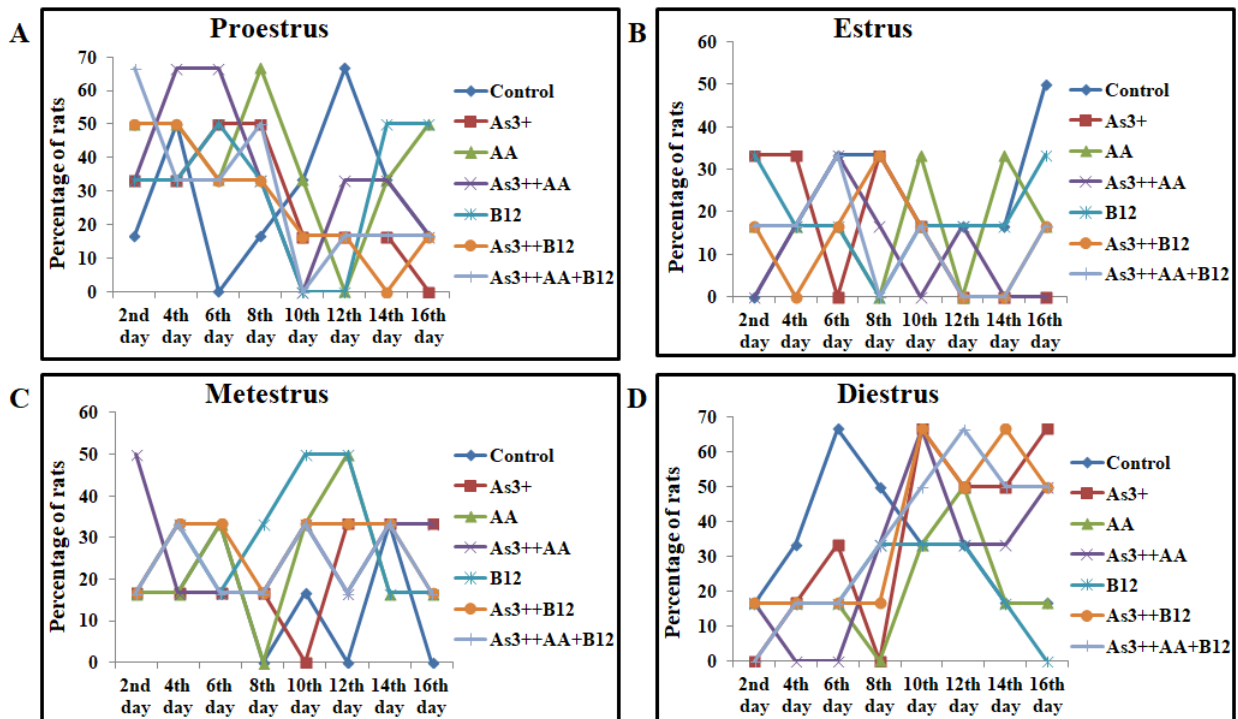 A
Proestrus
Percentage of rats
70
60
50
40
30
20
10
0
2nd day
4th day
6th day
8th day
10th day
12th day
14th day
16th day
Control
As3+
AA
As3++AA
B12
As3++B12
As3++AA+B12
B
Estrus
Percentage of rats
60
50
40
30
20
10
0
2nd day
4th day
6th day
8th day
10th day
12th day
14th day
16th day
Control
As3+
AA
As3++AA
B12
As3++B12
As3++AA+B12
C
Metestrus
Percentage of rats
60
50
40
30
20
10
0
2nd day
4th day
6th day
8th day
10th day
12th day
14th day
16th day
Control
As3+
AA
As3++AA
B12
As3++B12
As3++AA+B12
D
Diestrus
Percentage of rats
70
60
50
40
30
20
10
0
2nd day
4th day
6th day
8th day
10th day
12th day
14th day
16th day
Control
As3+
AA
As3++AA
B12
As3++B12
As3++AA+B12